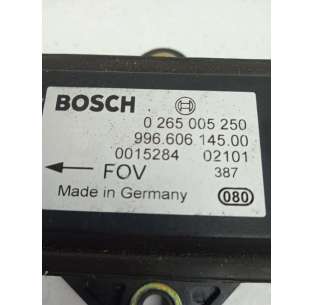 BOSCH
0 265 005 250
996.606.145.00
0015284 02101
FOV 387
Made in Germany 080